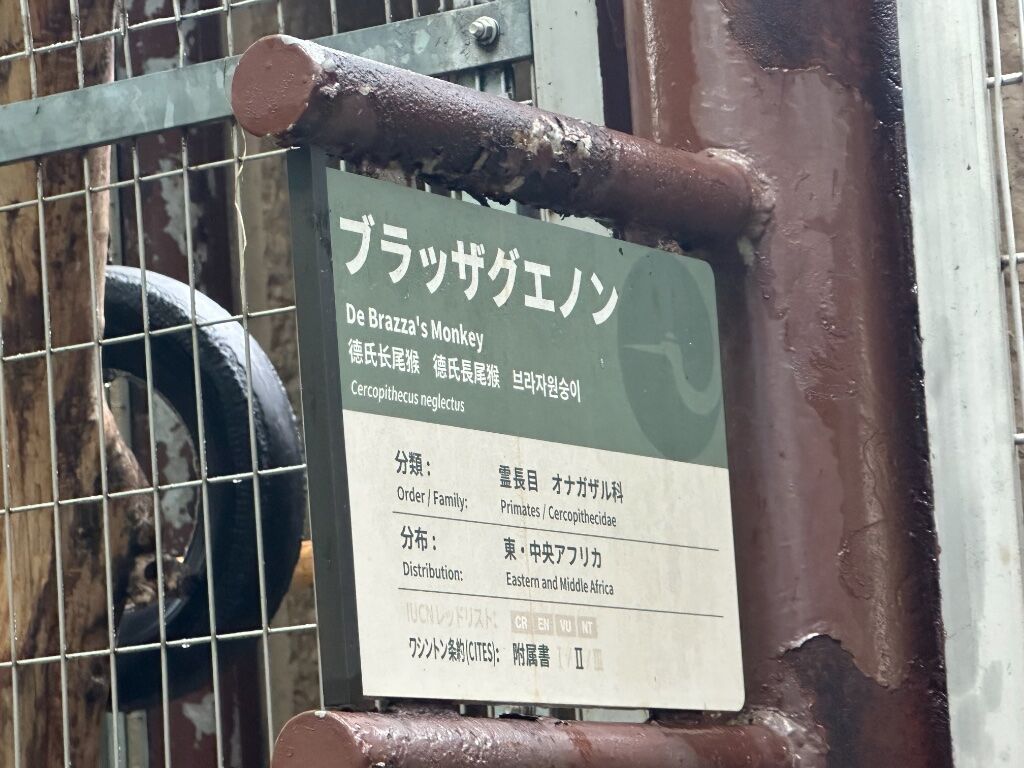 ブラッザグエノン
De Brazza's Monkey
德氏长尾猴 德氏長尾猴 브라자원숭이
Cercopithecus neglectus
分類： 霊長目 オナガザル科
Order / Family: Primates / Cercopithecidae
分布： 東・中央アフリカ
Distribution: Eastern and Middle Africa
IUCNレッドリスト： CR EN VU NT
ワシントン条約(CITES)： 附属書 I / II / III